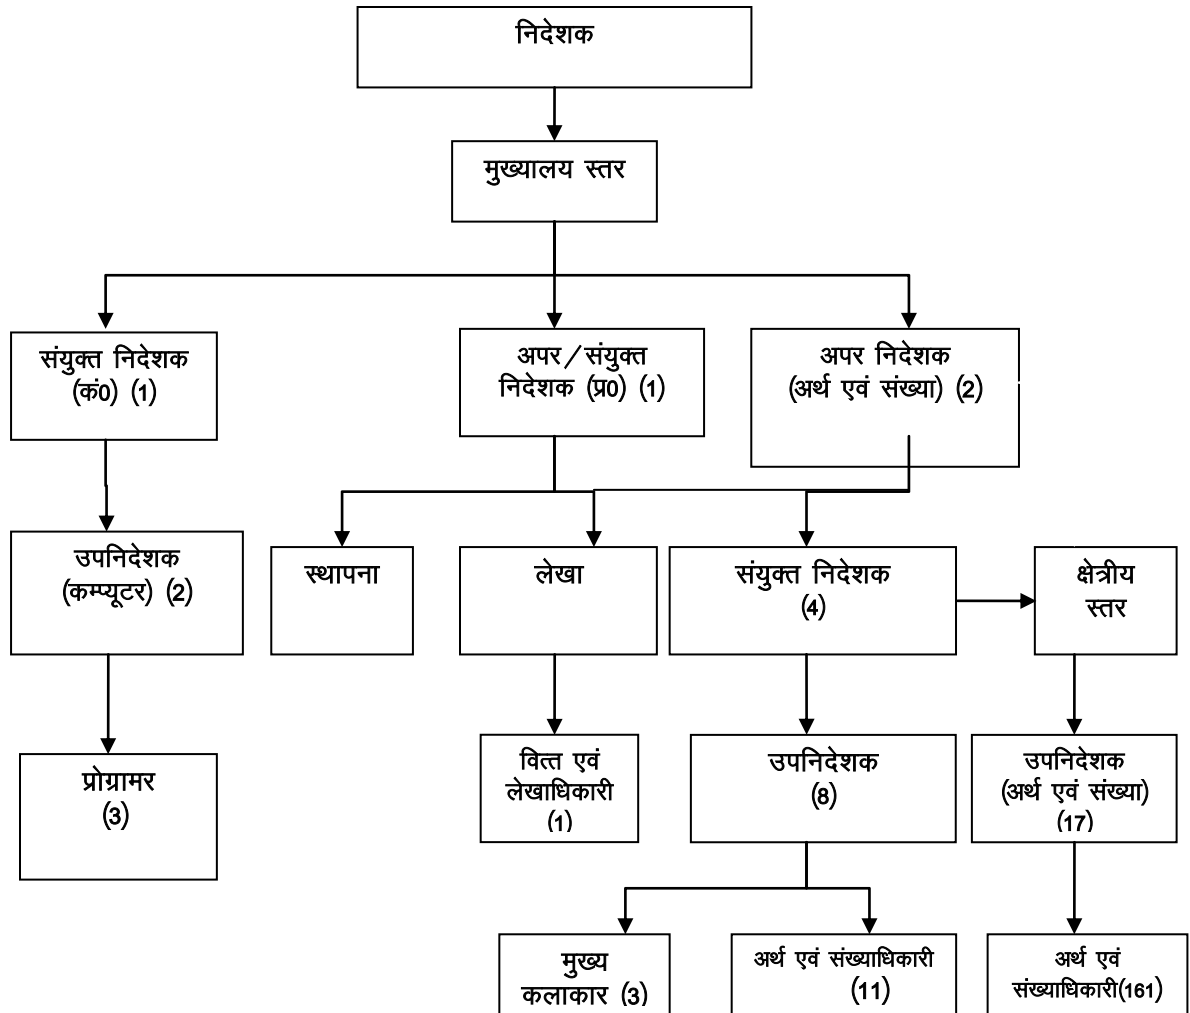 निदेशक
मुख्यालय स्तर
संयुक्त निदेशक
(कं0) (1)
अपर/संयुक्त
निदेशक (प्र0) (1)
अपर निदेशक
(अर्थ एवं संख्या) (2)
उपनिदेशक
(कम्प्यूटर) (2)
स्थापना
लेखा
संयुक्त निदेशक
(4)
क्षेत्रीय
स्तर
प्रोग्रामर
(3)
वित्त एवं
लेखाधिकारी
(1)
उपनिदेशक
(8)
उपनिदेशक
(अर्थ एवं संख्या)
(17)
मुख्य
कलाकार (3)
अर्थ एवं संख्याधिकारी
(11)
अर्थ एवं
संख्याधिकारी(161)